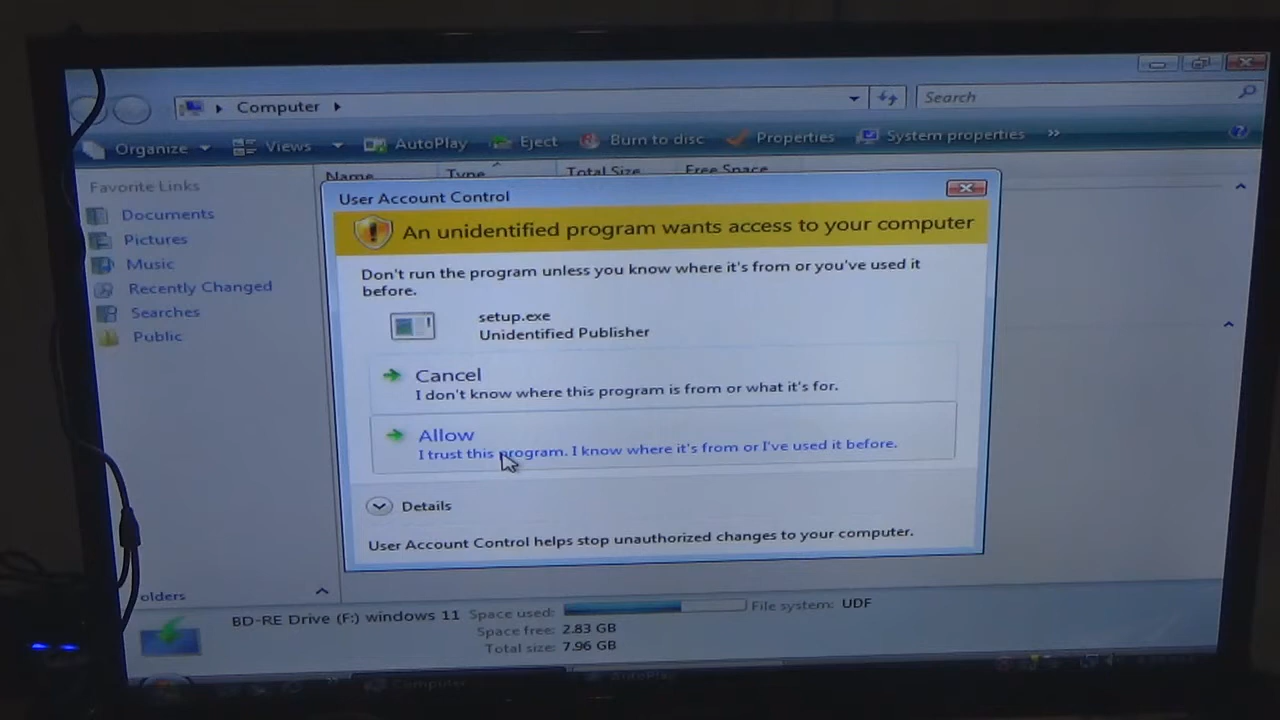 Computer
Search
Organize Views AutoPlay Eject Burn to disc Properties System properties »
Favorite Links
Name Type Total Size Free Space
Documents
Pictures
Music
Recently Changed
Searches
Public
User Account Control
An unidentified program wants access to your computer
Don't run the program unless you know where it's from or you've used it
before.
setup.exe
Unidentified Publisher
Cancel
I don't know where this program is from or what it's for.
Allow
I trust this program. I know where it's from or I've used it before.
Details
User Account Control helps stop unauthorized changes to your computer.
olders
BD-RE Drive (F:) windows 11 Space used: File system: UDF
Space free: 2.83 GB
Total size: 7.96 GB
Computer AutoPlay